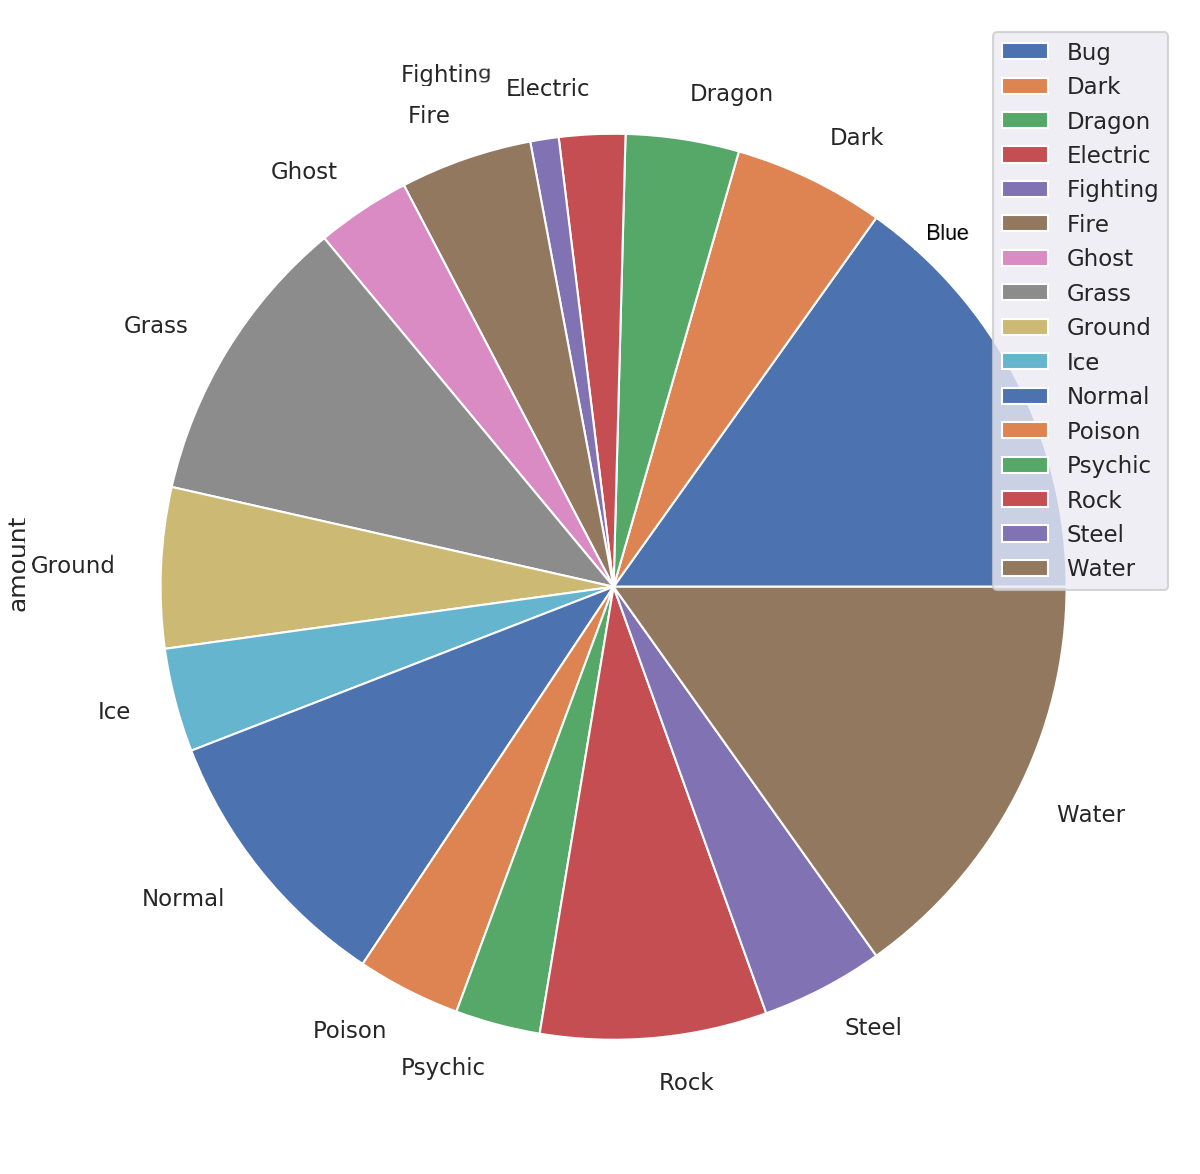 Fighting
Electric
Dragon
Fire
Dark
Ghost
Blue
Grass
Ground
amount
Ice
Water
Normal
Steel
Poison
Psychic
Rock
Bug
Dark
Dragon
Electric
Fighting
Fire
Ghost
Grass
Ground
Ice
Normal
Poison
Psychic
Rock
Steel
Water